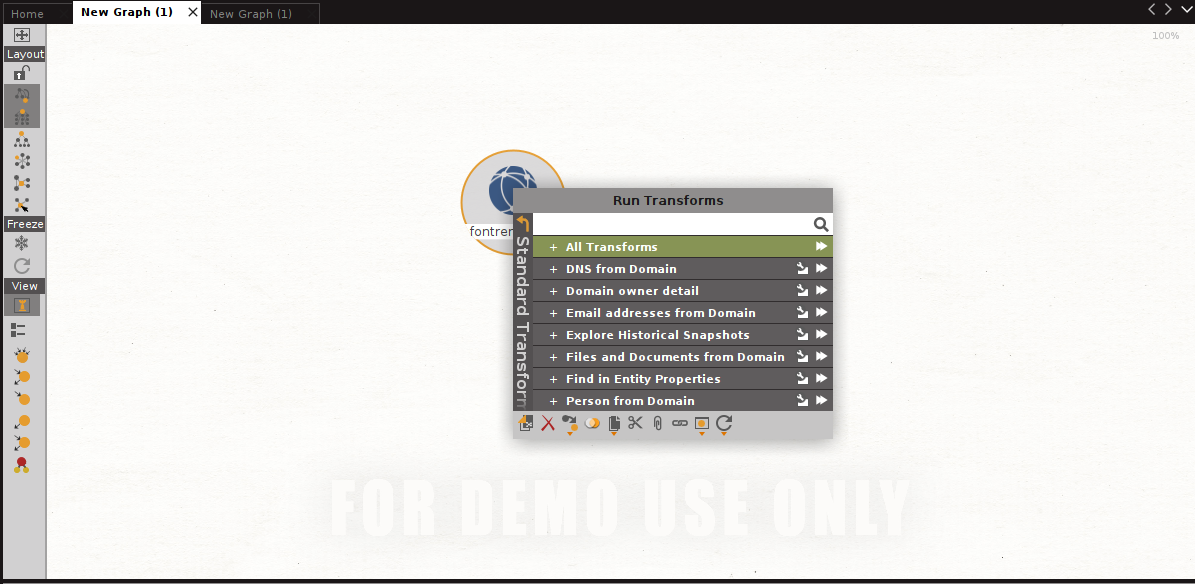 Home
New Graph (1)
New Graph (1)
100%
Layout
Freeze
View
Run Transforms
Standard Transform
+ All Transforms
+ DNS from Domain
+ Domain owner detail
+ Email addresses from Domain
+ Explore Historical Snapshots
+ Files and Documents from Domain
+ Find in Entity Properties
+ Person from Domain
FOR DEMO USE ONLY